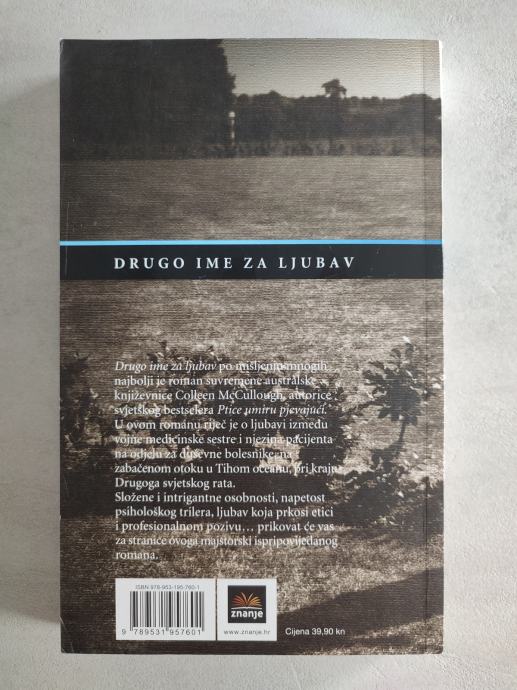 DRUGO IME ZA LJUBAV
Drugo ime za ljubav po mišljenju mnogih
najbolji je roman suvremene australske
književnice Colleen McCullough, autorice
svjetskog bestselera Ptice umiru pjevajući.
U ovom romanu riječ je o ljubavi između
vojne medicinske sestre i njezina pacijenta
na odjelu za duševne bolesnike na
zabačenom otoku u Tihom oceanu, pri kraju
Drugoga svjetskog rata.
Složene i intrigantne osobnosti, napetost
psihološkog trilera, ljubav koja prkosi etici
i profesionalnom pozivu… prikovat će vas
za stranice ovoga majstorski ispripovijedanog
romana.
ISBN 978-953-195-760-1
9 789531 957601
znanje
www.znanje.hr
Cijena 39,90 kn